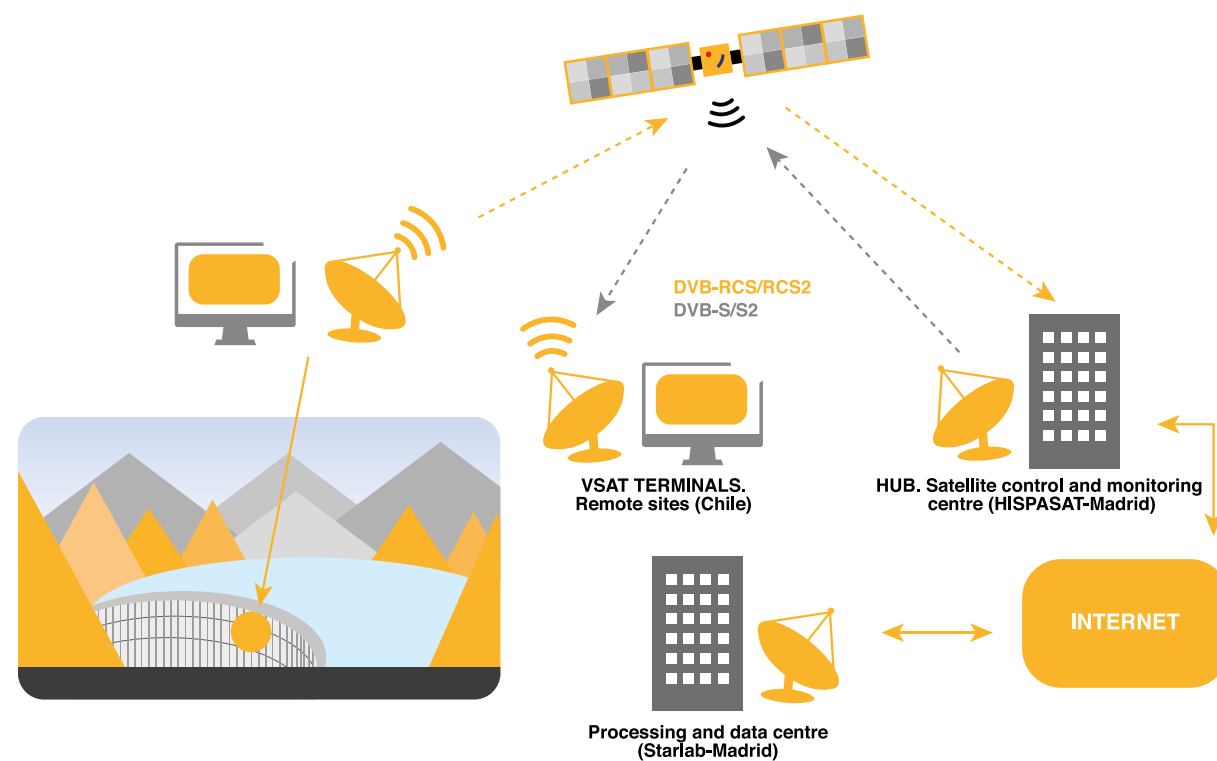 DVB-RCS/RCS2
DVB-S/S2
VSAT TERMINALS.
Remote sites (Chile)
HUB. Satellite control and monitoring
centre (HISPASAT-Madrid)
INTERNET
Processing and data centre
(Starlab-Madrid)